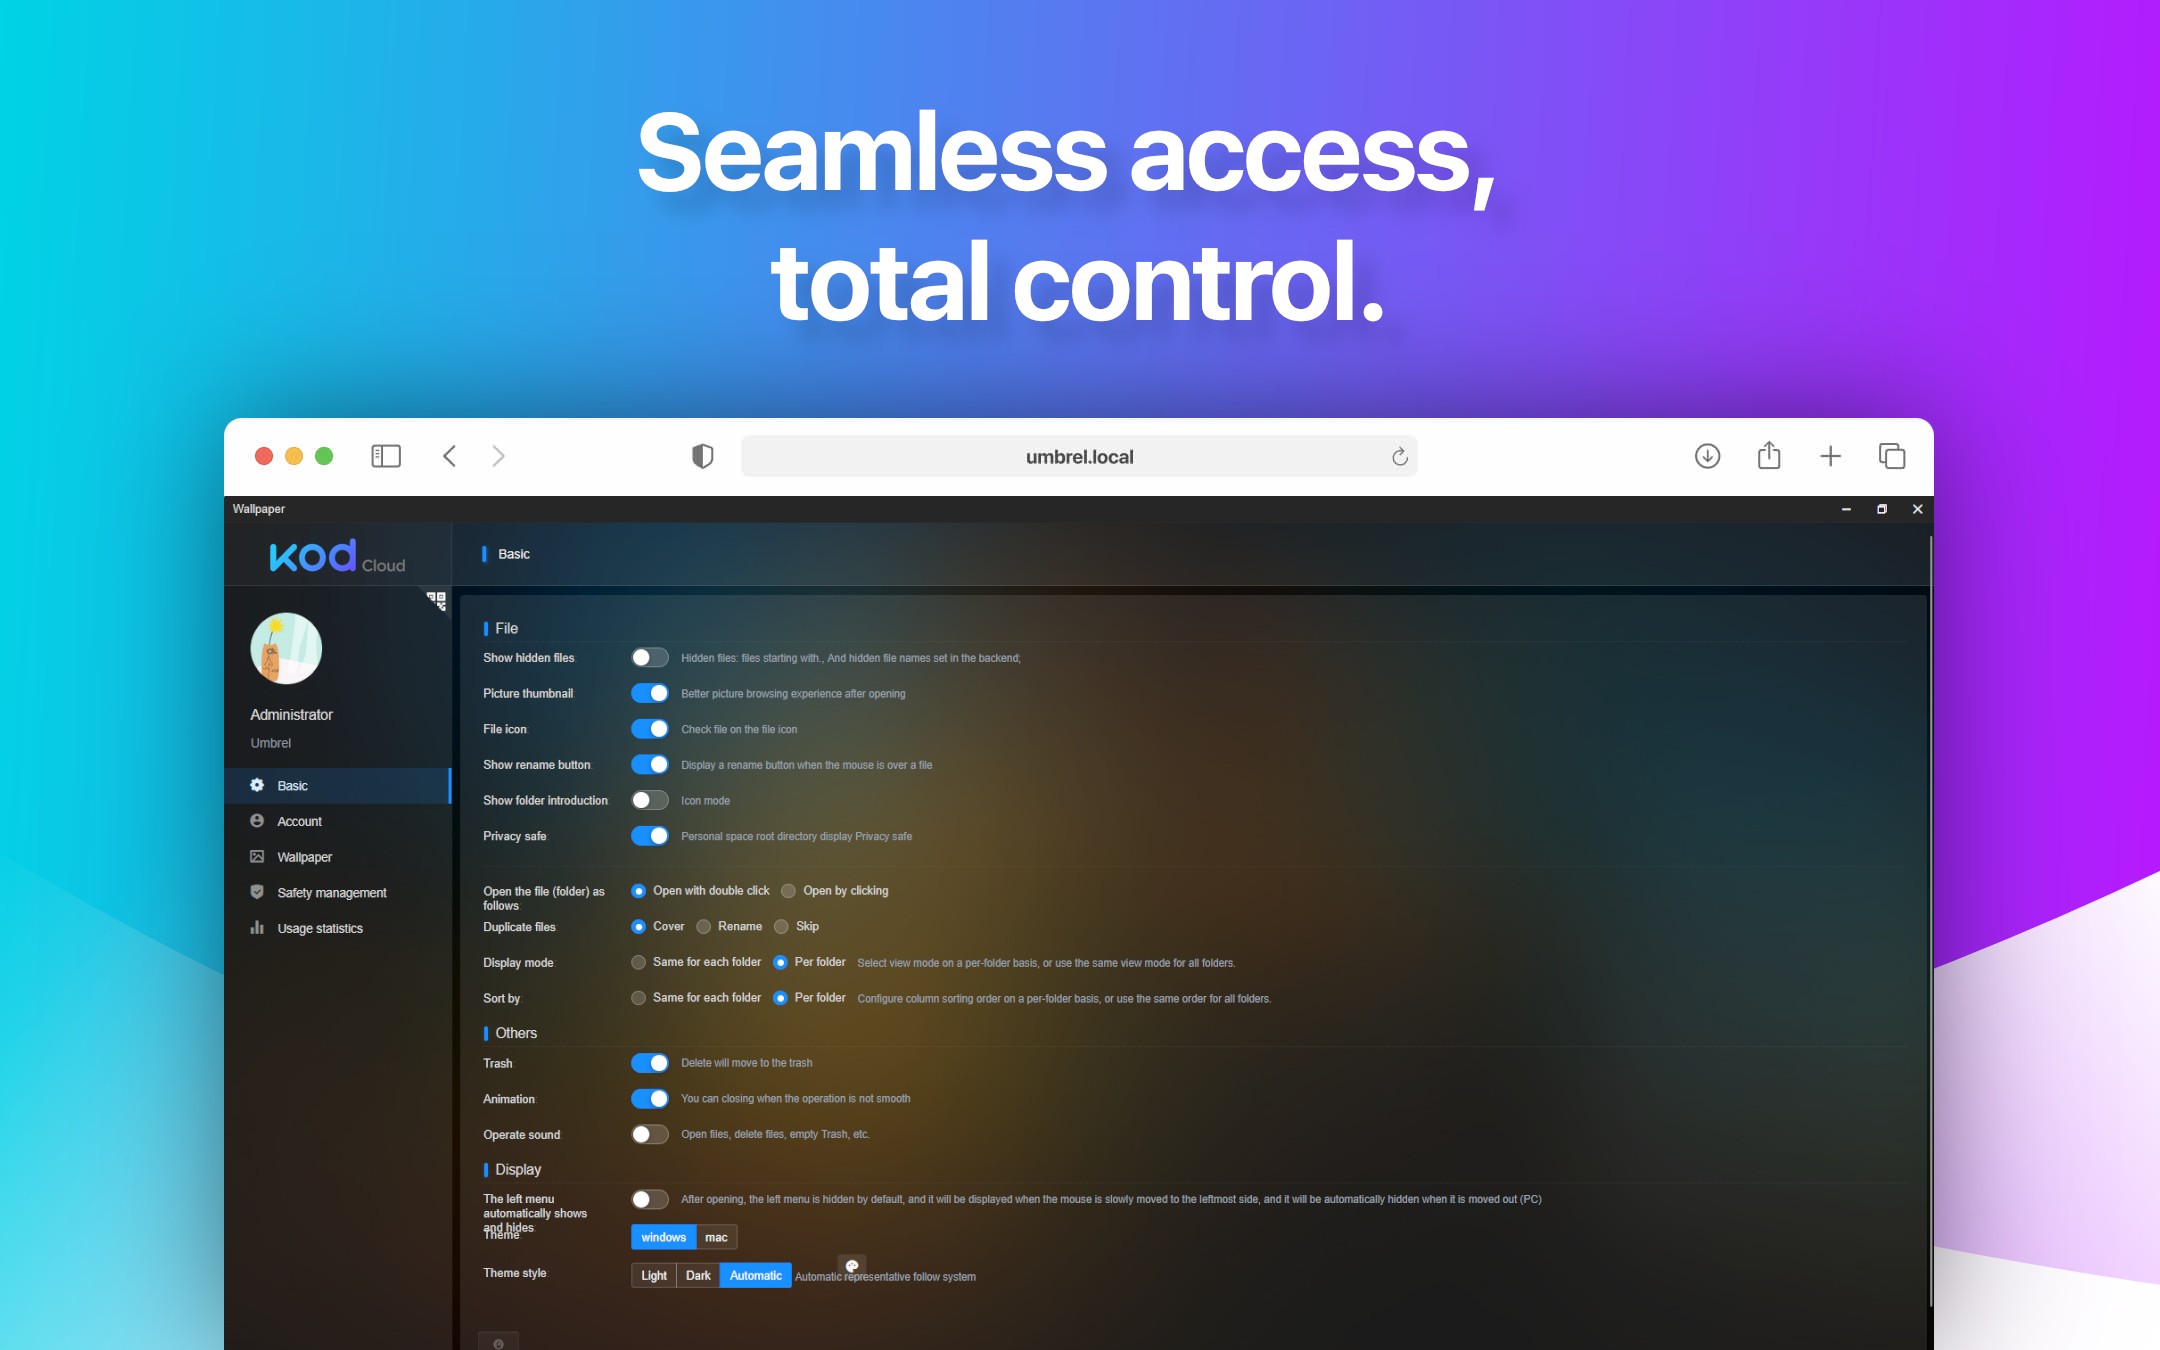 Seamless access,
total control.
umbrel.local
Wallpaper
kod Cloud
Basic
Administrator
Umbrel
Basic
Account
Wallpaper
Safety management
Usage statistics
File
Show hidden files: Hidden files: files starting with., And hidden file names set in the backend;
Picture thumbnail: Better picture browsing experience after opening
File icon: Check file on the file icon
Show rename button: Display a rename button when the mouse is over a file
Show folder introduction: Icon mode
Privacy safe: Personal space root directory display Privacy safe
Open the file (folder) as
follows: Open with double click Open by clicking
Duplicate files Cover Rename Skip
Display mode: Same for each folder Per folder Select view mode on a per-folder basis, or use the same view mode for all folders.
Sort by: Same for each folder Per folder Configure column sorting order on a per-folder basis, or use the same order for all folders.
Others
Trash: Delete will move to the trash
Animation: You can closing when the operation is not smooth
Operate sound: Open files, delete files, empty Trash, etc.
Display
The left menu
automatically shows
and hides: After opening, the left menu is hidden by default, and it will be displayed when the mouse is slowly moved to the leftmost side, and it will be automatically hidden when it is moved out (PC)
Theme: windows mac
Theme style: Light Dark Automatic Automatic representative follow system